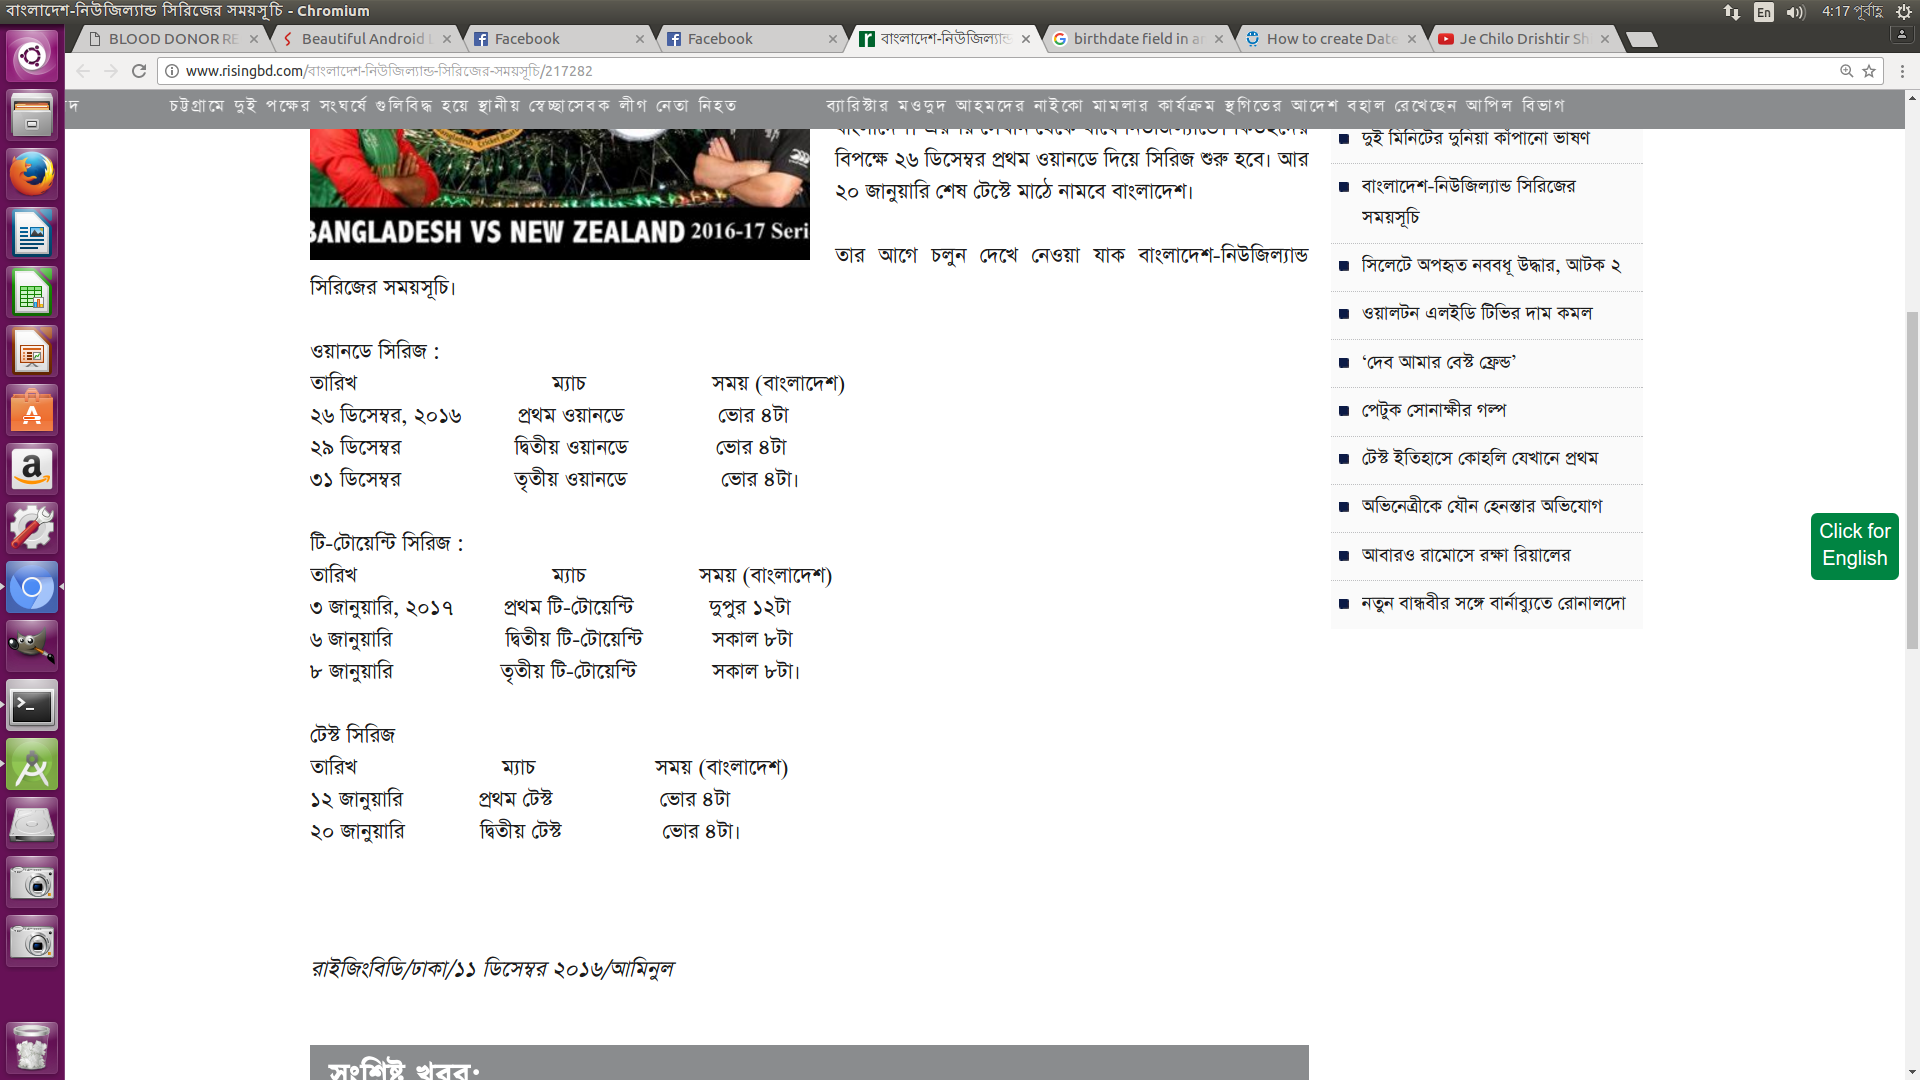 বাংলাদেশ-নিউজিল্যান্ড সিরিজের সময়সূচি - Chromium
En
4:17 পূর্বাহ্ণ
BLOOD DONOR RE
Beautiful Android L
Facebook
Facebook
বাংলাদেশ-নিউজিল্যান্ড
birthdate field in an
How to create Date
Je Chilo Drishtir Sh
www.risingbd.com/বাংলাদেশ-নিউজিল্যান্ড-সিরিজের-সময়সূচি/217282
দ চট্টগ্রামে দুই পক্ষের সংঘর্ষে গুলিবিদ্ধ হয়ে স্থানীয় স্বেচ্ছাসেবক লীগ নেতা নিহত ব্যারিস্টার মওদুদ আহমদের নাইকো মামলার কার্যক্রম স্থগিতের আদেশ বহাল রেখেছেন আপিল বিভাগ
BANGLADESH VS NEW ZEALAND 2016-17 Seri
বিপক্ষে ২৬ ডিসেম্বর প্রথম ওয়ানডে দিয়ে সিরিজ শুরু হবে। আর
২০ জানুয়ারি শেষ টেস্টে মাঠে নামবে বাংলাদেশ।
তার আগে চলুন দেখে নেওয়া যাক বাংলাদেশ-নিউজিল্যান্ড
সিরিজের সময়সূচি।
ওয়ানডে সিরিজ :
তারিখ ম্যাচ সময় (বাংলাদেশ)
২৬ ডিসেম্বর, ২০১৬ প্রথম ওয়ানডে ভোর ৪টা
২৯ ডিসেম্বর দ্বিতীয় ওয়ানডে ভোর ৪টা
৩১ ডিসেম্বর তৃতীয় ওয়ানডে ভোর ৪টা।
টি-টোয়েন্টি সিরিজ :
তারিখ ম্যাচ সময় (বাংলাদেশ)
৩ জানুয়ারি, ২০১৭ প্রথম টি-টোয়েন্টি দুপুর ১২টা
৬ জানুয়ারি দ্বিতীয় টি-টোয়েন্টি সকাল ৮টা
৮ জানুয়ারি তৃতীয় টি-টোয়েন্টি সকাল ৮টা।
টেস্ট সিরিজ
তারিখ ম্যাচ সময় (বাংলাদেশ)
১২ জানুয়ারি প্রথম টেস্ট ভোর ৪টা
২০ জানুয়ারি দ্বিতীয় টেস্ট ভোর ৪টা।
রাইজিংবিডি/ঢাকা/১১ ডিসেম্বর ২০১৬/আমিনুল
সংশ্লিষ্ট খবর:
দুই মিনিটের দুনিয়া কাঁপানো ভাষণ
বাংলাদেশ-নিউজিল্যান্ড সিরিজের
সময়সূচি
সিলেটে অপহৃত নববধূ উদ্ধার, আটক ২
ওয়ালটন এলইডি টিভির দাম কমল
‘দেব আমার বেস্ট ফ্রেন্ড’
পেটুক সোনাক্ষীর গল্প
টেস্ট ইতিহাসে কোহলি যেখানে প্রথম
অভিনেত্রীকে যৌন হেনস্তার অভিযোগ
আবারও রামোসে রক্ষা রিয়ালের
নতুন বান্ধবীর সঙ্গে বার্নাব্যুতে রোনালদো
Click for
English